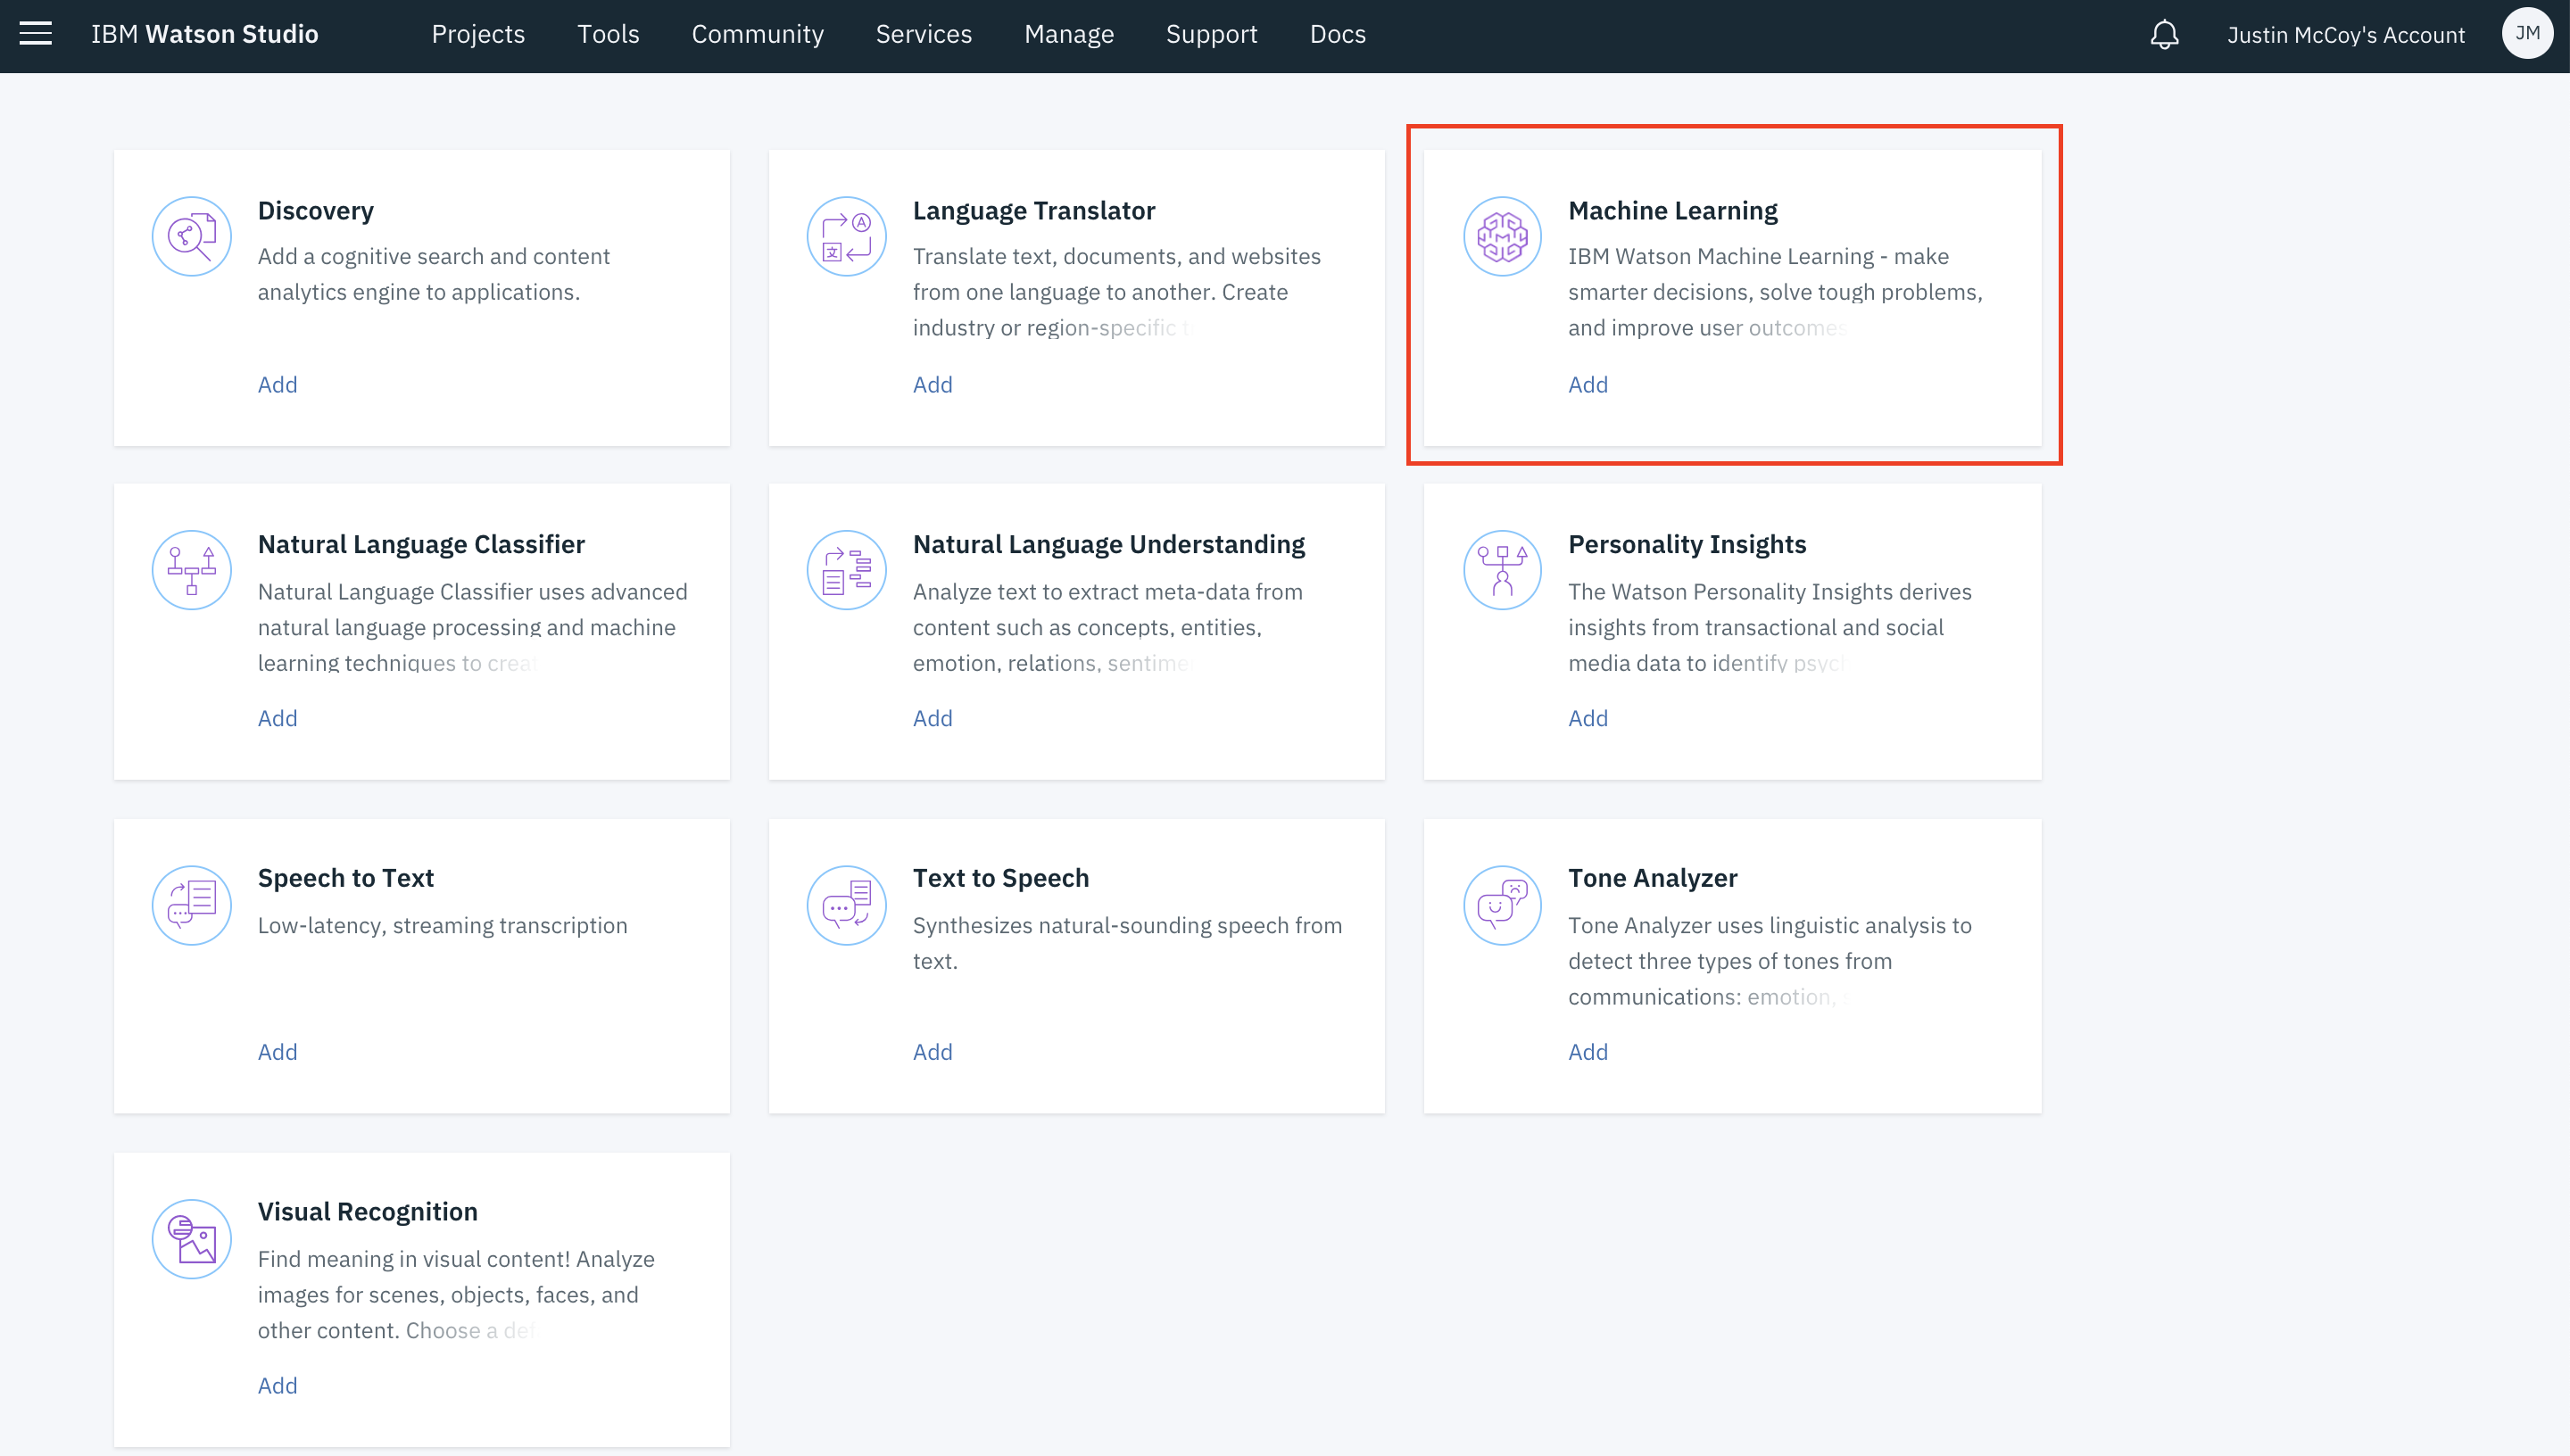 IBM Watson Studio
Projects
Tools
Community
Services
Manage
Support
Docs
Justin McCoy's Account
JM
Discovery
Add a cognitive search and content
analytics engine to applications.
Add
Language Translator
Translate text, documents, and websites
from one language to another. Create
industry or region-specific
Add
Machine Learning
IBM Watson Machine Learning - make
smarter decisions, solve tough problems,
and improve user outcomes
Add
Natural Language Classifier
Natural Language Classifier uses advanced
natural language processing and machine
learning techniques to
Add
Natural Language Understanding
Analyze text to extract meta-data from
content such as concepts, entities,
emotion, relations,
Add
Personality Insights
The Watson Personality Insights derives
insights from transactional and social
media data to identify
Add
Speech to Text
Low-latency, streaming transcription
Add
Text to Speech
Synthesizes natural-sounding speech from
text.
Add
Tone Analyzer
Tone Analyzer uses linguistic analysis to
detect three types of tones from
communications: emotion,
Add
Visual Recognition
Find meaning in visual content! Analyze
images for scenes, objects, faces, and
other content. Choose a
Add